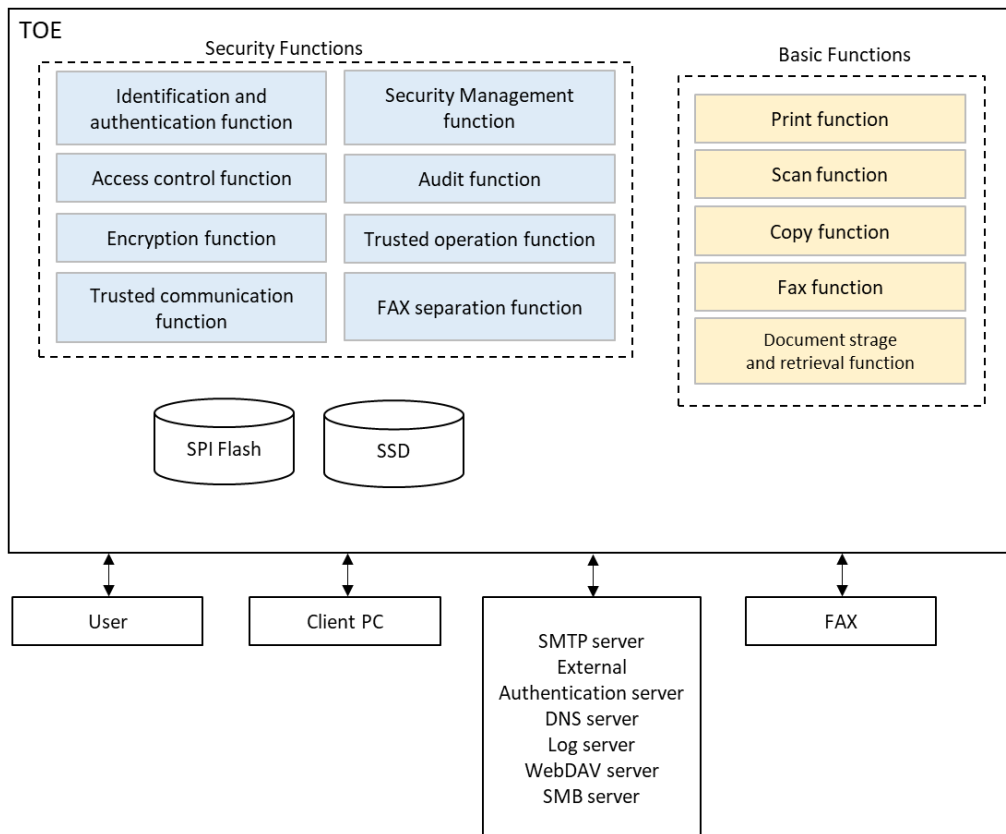 TOE
Security Functions
Identification and
authentication function
Security Management
function
Access control function
Audit function
Encryption function
Trusted operation function
Trusted communication
function
FAX separation function
Basic Functions
Print function
Scan function
Copy function
Fax function
Document strage
and retrieval function
SPI Flash
SSD
User
Client PC
SMTP server
External
Authentication server
DNS server
Log server
WebDAV server
SMB server
FAX